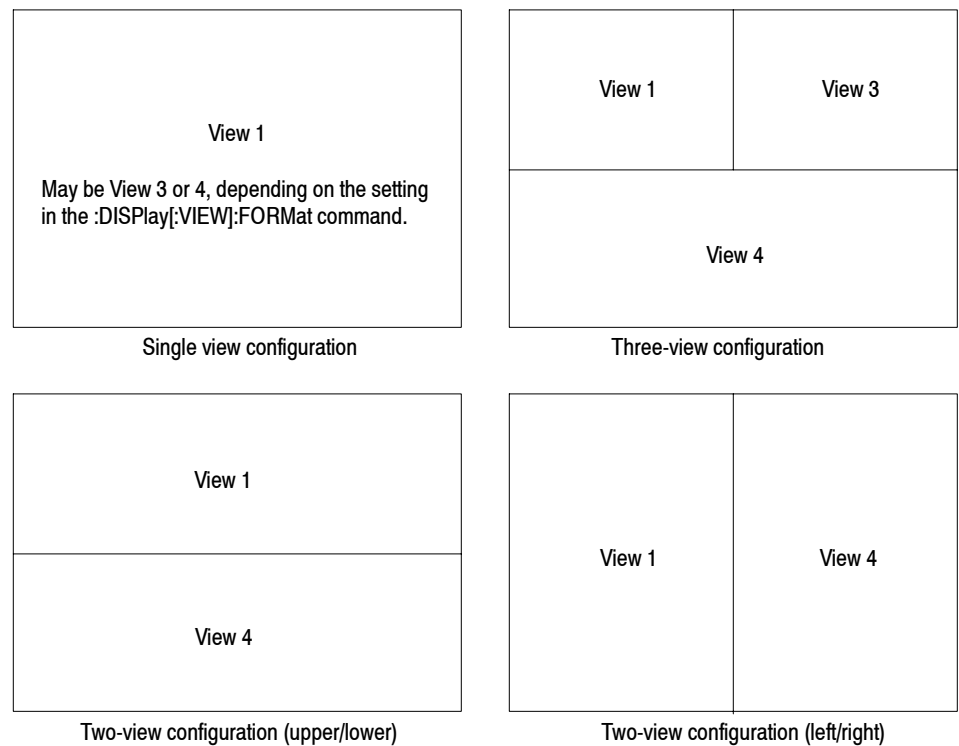 View 1
May be View 3 or 4, depending on the setting
in the :DISPlay[:VIEW]:FORMat command.
Single view configuration
View 1
View 3
View 4
Three-view configuration
View 1
View 4
Two-view configuration (upper/lower)
View 1
View 4
Two-view configuration (left/right)